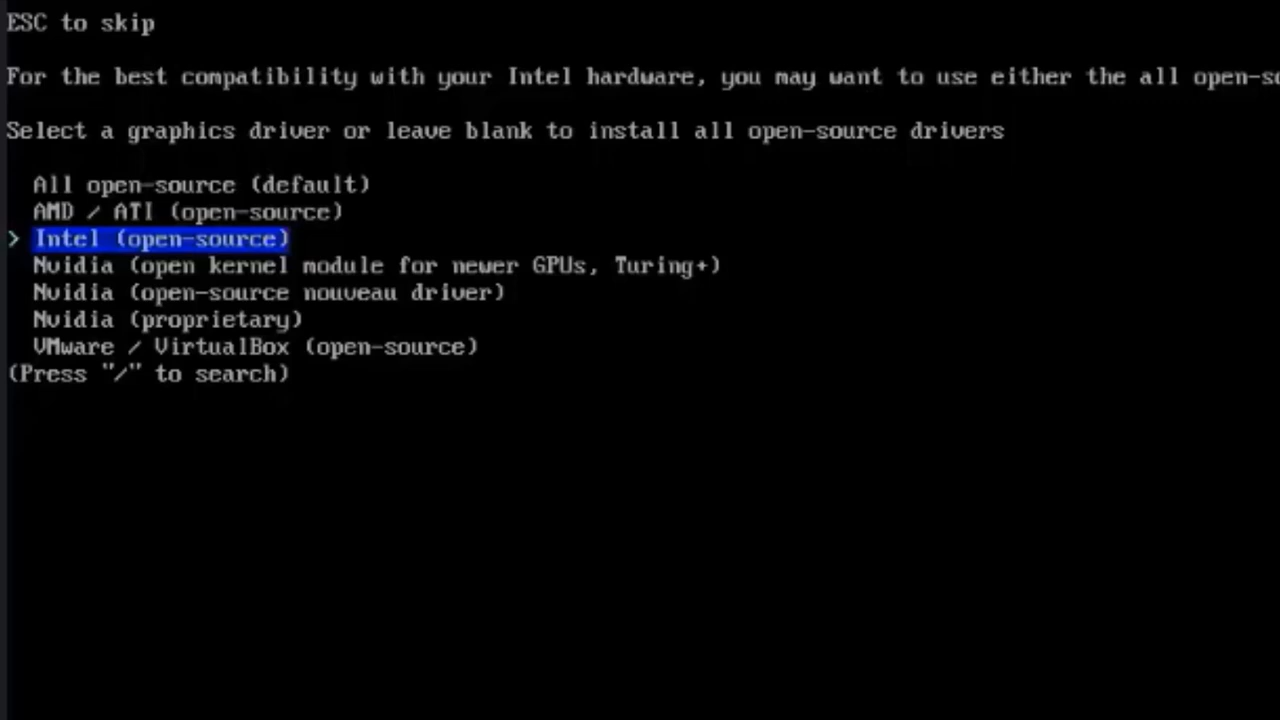 ESC to skip
For the best compatibility with your Intel hardware, you may want to use either the all open-so
Select a graphics driver or leave blank to install all open-source drivers
All open-source (default)
AMD / ATI (open-source)
> Intel (open-source)
Nvidia (open kernel module for newer GPUs, Turing+)
Nvidia (open-source nouveau driver)
Nvidia (proprietary)
VMware / VirtualBox (open-source)
(Press "/" to search)